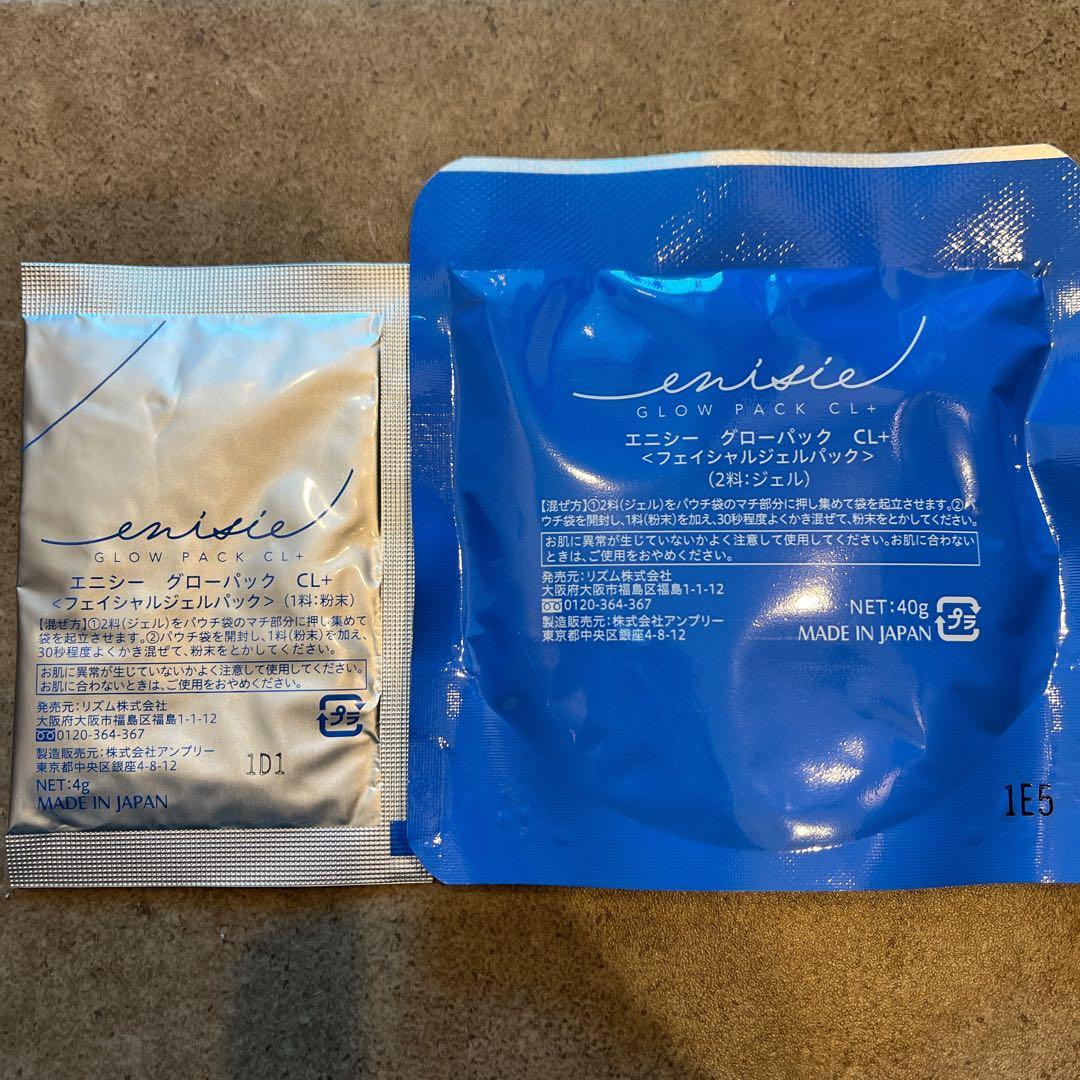 enisie
GLOW PACK CL+
エニシー グローパック CL+
<フェイシャルジェルパック>(1料:粉末)
【混ぜ方】①2料(ジェル)をパウチ袋のマチ部分に押し集めて
袋を起立させます。②パウチ袋を開封し、1料(粉末)を加え、
30秒程度よくかき混ぜて、粉末をとかしてください。
お肌に異常が生じていないかよく注意して使用してください。
お肌に合わないときは、ご使用をおやめください。
発売元:リズム株式会社
大阪府大阪市福島区福島1-1-12
0120-364-367
製造販売元:株式会社アンプリー
東京都中央区銀座4-8-12
NET:4g
MADE IN JAPAN
プラ
1D1
enisie
GLOW PACK CL+
エニシー グローパック CL+
<フェイシャルジェルパック>
(2料:ジェル)
【混ぜ方】①2料(ジェル)をパウチ袋のマチ部分に押し集めて袋を起立させます。②パ
ウチ袋を開封し、1料(粉末)を加え、30秒程度よくかき混ぜて、粉末をとかしてください。
お肌に異常が生じていないかよく注意して使用してください。お肌に合わない
ときは、ご使用をおやめください。
発売元:リズム株式会社
大阪府大阪市福島区福島1-1-12
0120-364-367
製造販売元:株式会社アンプリー
東京都中央区銀座4-8-12
NET:40g
MADE IN JAPAN
プラ
1E5